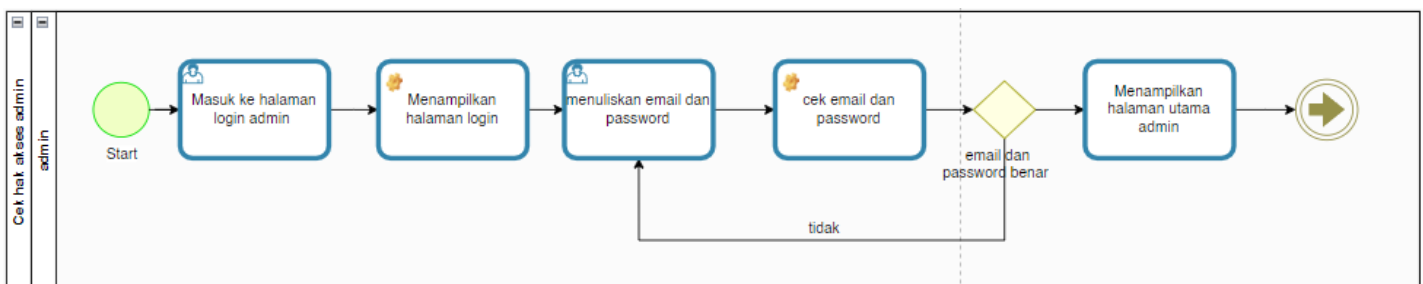 Cek hak akses admin
admin
Start
Masuk ke halaman
login admin
Menampilkan
halaman login
menuliskan email dan
password
cek email dan
password
email dan
password benar
tidak
Menampilkan
halaman utama
admin